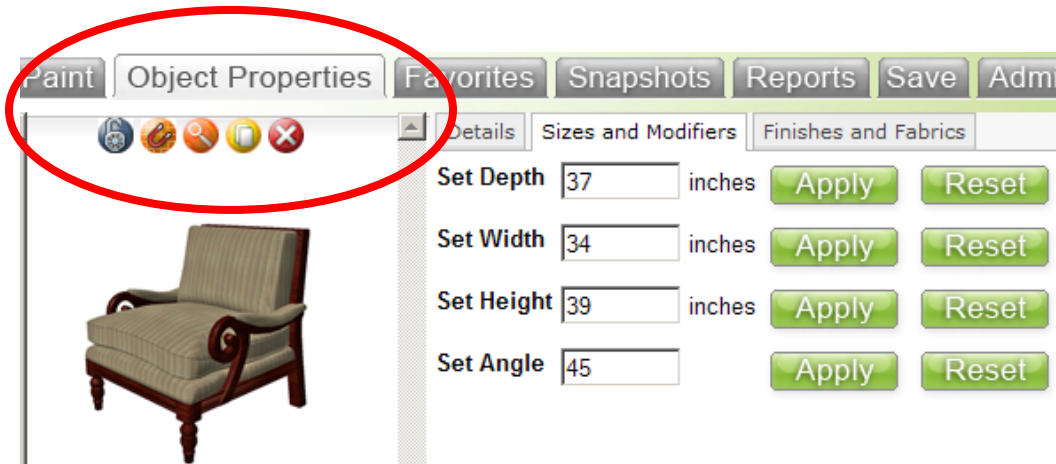 Paint Object Properties Favorites Snapshots Reports Save Admi
Details Sizes and Modifiers Finishes and Fabrics
Set Depth 37 inches Apply Reset
Set Width 34 inches Apply Reset
Set Height 39 inches Apply Reset
Set Angle 45 Apply Reset